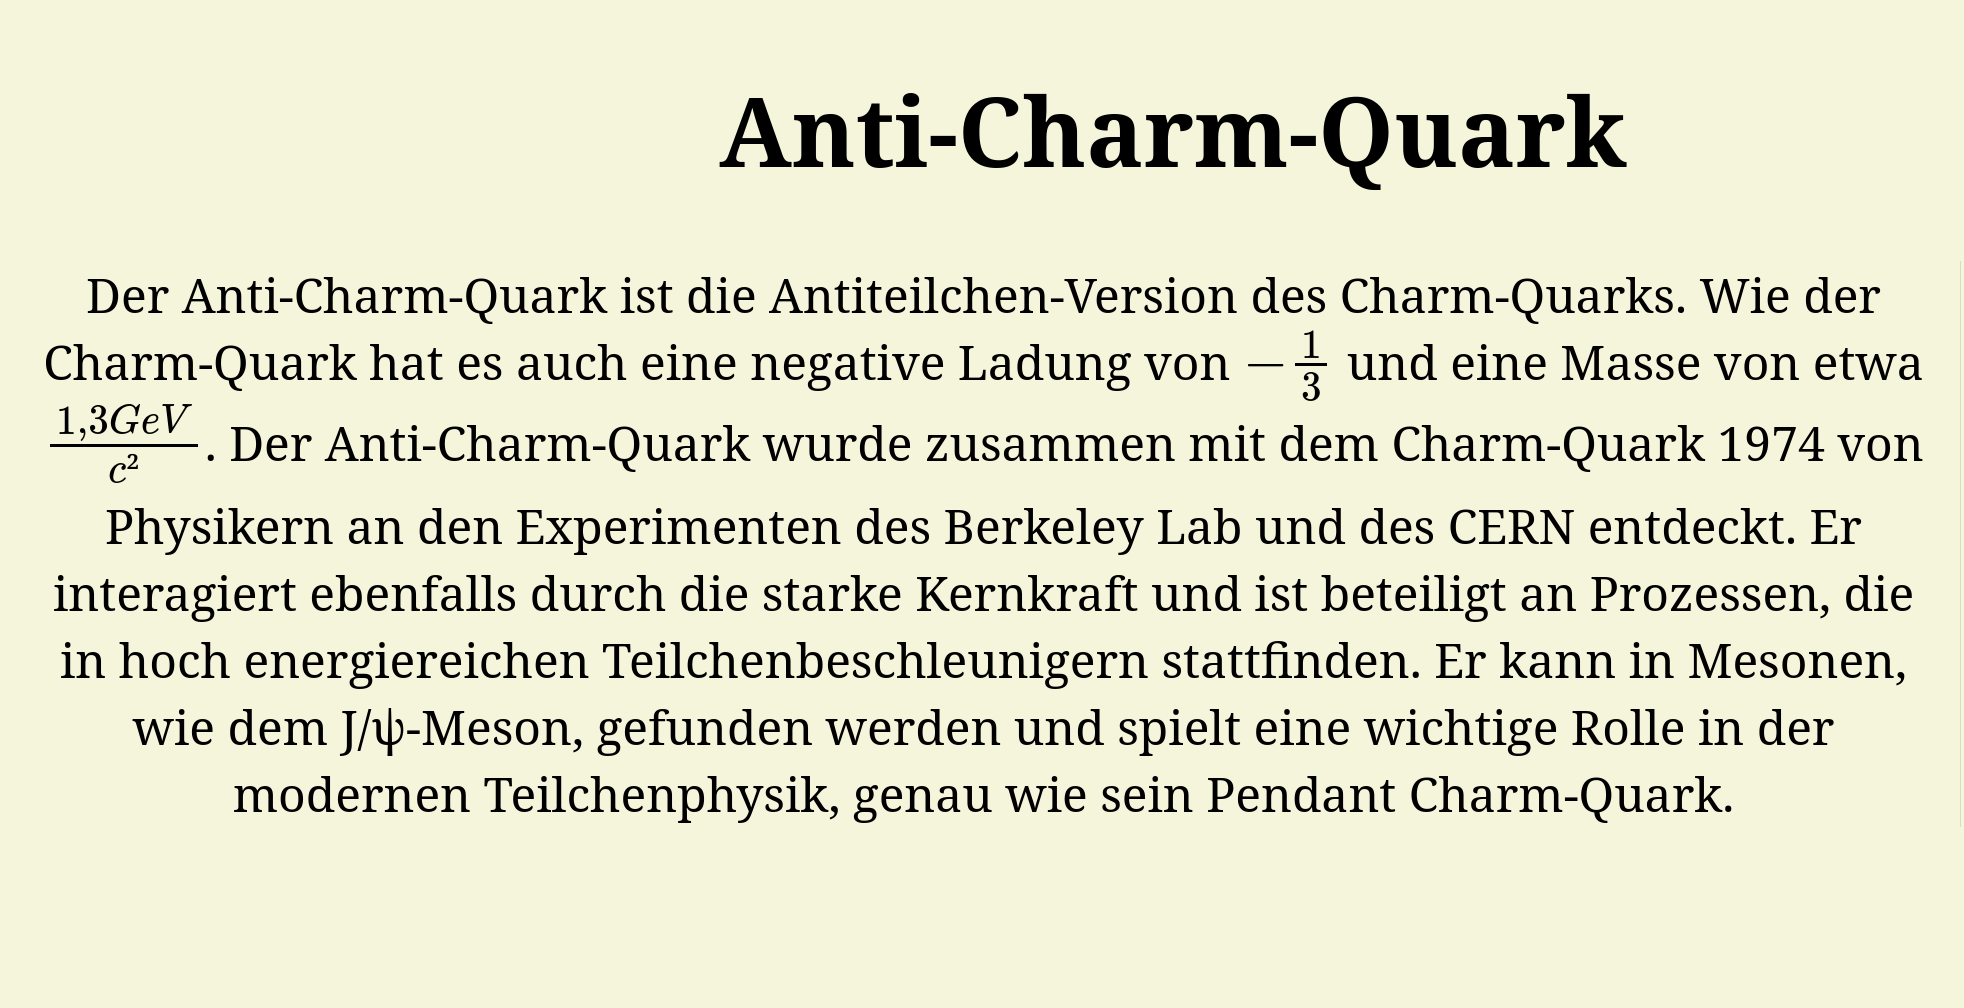 Anti-Charm-Quark
Der Anti-Charm-Quark ist die Antiteilchen-Version des Charm-Quarks. Wie der
Charm-Quark hat es auch eine negative Ladung von −1/3 und eine Masse von etwa
1,3GeV/c². Der Anti-Charm-Quark wurde zusammen mit dem Charm-Quark 1974 von
Physikern an den Experimenten des Berkeley Lab und des CERN entdeckt. Er
interagiert ebenfalls durch die starke Kernkraft und ist beteiligt an Prozessen, die
in hoch energiereichen Teilchenbeschleunigern stattfinden. Er kann in Mesonen,
wie dem J/ψ-Meson, gefunden werden und spielt eine wichtige Rolle in der
modernen Teilchenphysik, genau wie sein Pendant Charm-Quark.